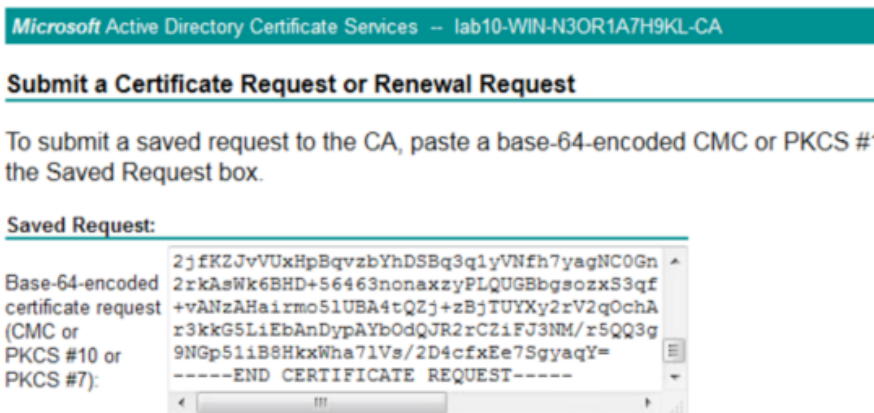 Microsoft Active Directory Certificate Services -- lab10-WIN-N3OR1A7H9KL-CA
Submit a Certificate Request or Renewal Request
To submit a saved request to the CA, paste a base-64-encoded CMC or PKCS #1
the Saved Request box.
Saved Request:
Base-64-encoded
certificate request
(CMC or
PKCS #10 or
PKCS #7):
2jfKZJvVUxHpBqvzbYhDSBq3q1yVNfh7yagNC0Gn
2rkAsWk6BHD+56463nonaxzyPLQUGBbgsozxS3qf
+vANzAHairmo5lUBA4tQZj+zBjTUYXy2rV2qOchA
r3kkG5LiEbAnDypAYbOdQJR2rCZiFJ3NM/r5QQ3g
9NGp51iB8HkxWha7lVs/2D4cfxEe7SgyaqY=
-----END CERTIFICATE REQUEST-----